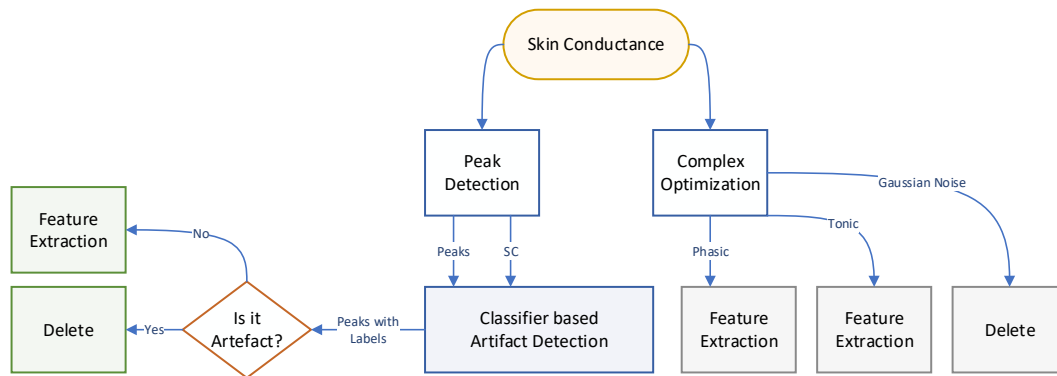 Skin Conductance
Peak
Detection
Complex
Optimization
Gaussian Noise
Feature
Extraction
No
Peaks
SC
Phasic
Tonic
Delete
Yes
Is it
Artefact?
Peaks with
Labels
Classifier based
Artifact Detection
Feature
Extraction
Feature
Extraction
Delete